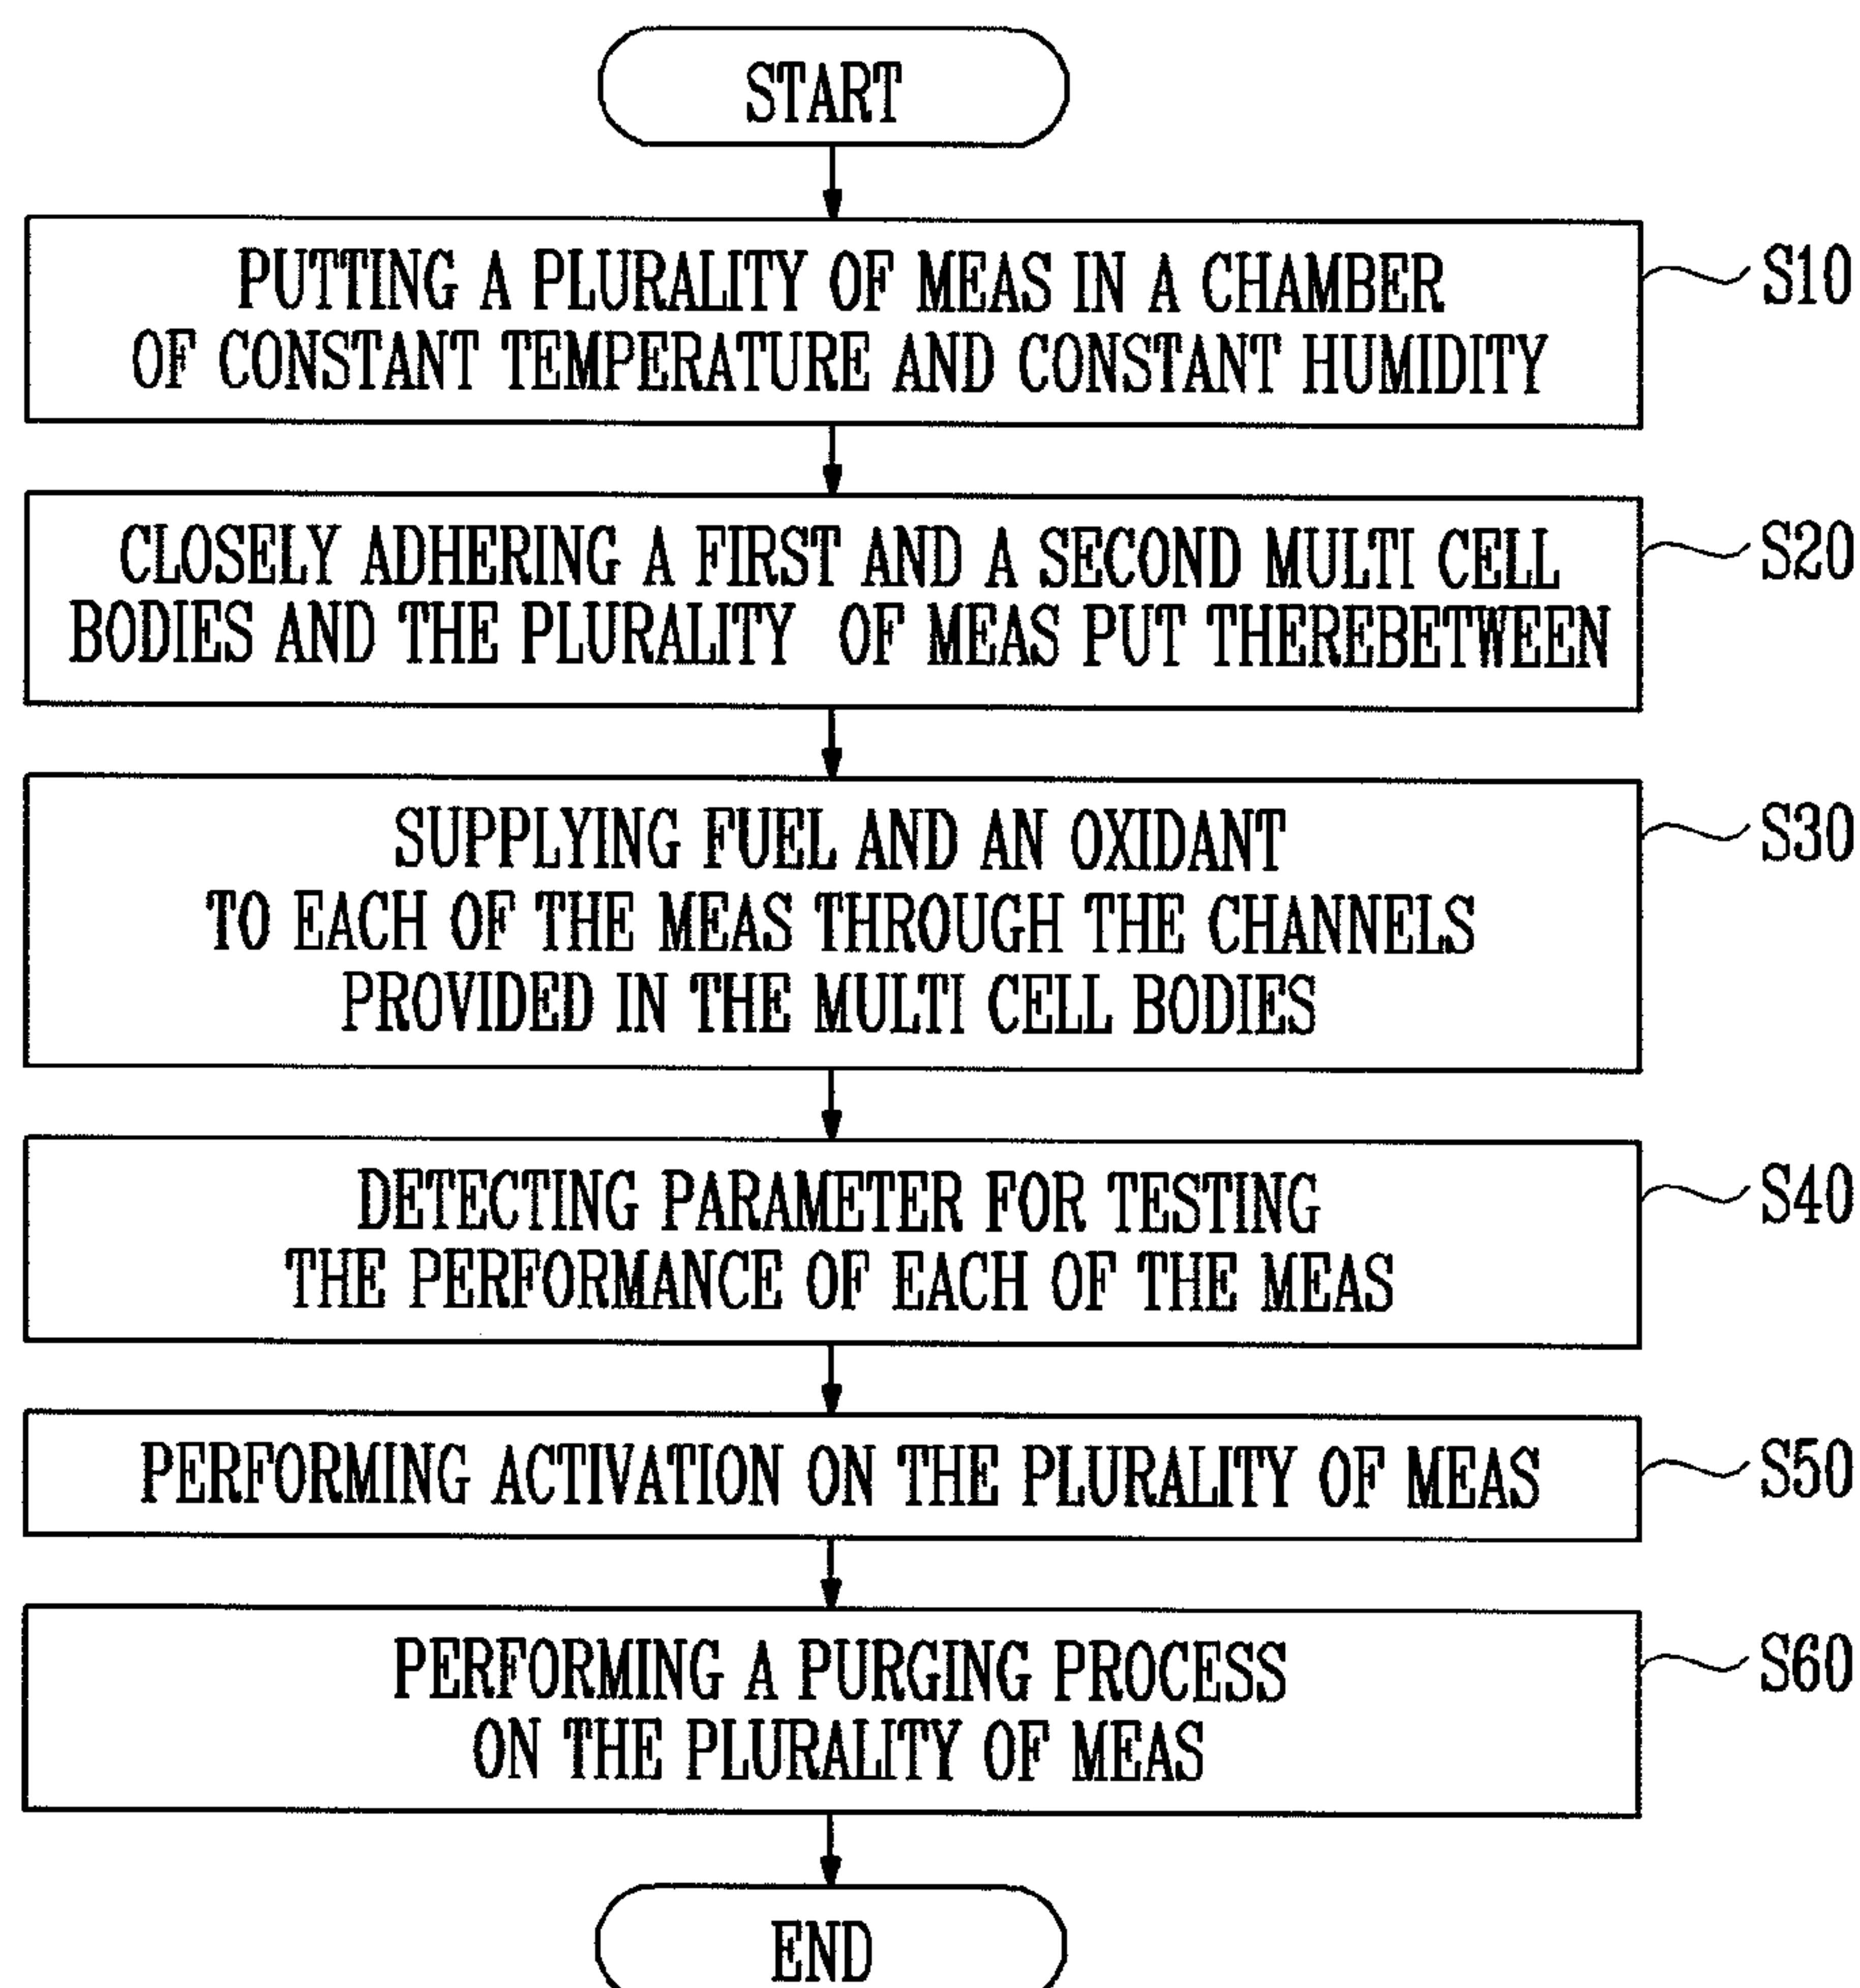 START
PUTTING A PLURALITY OF MEAS IN A CHAMBER
OF CONSTANT TEMPERATURE AND CONSTANT HUMIDITY
S10
CLOSELY ADHERING A FIRST AND A SECOND MULTI CELL
BODIES AND THE PLURALITY OF MEAS PUT THEREBETWEEN
S20
SUPPLYING FUEL AND AN OXIDANT
TO EACH OF THE MEAS THROUGH THE CHANNELS
PROVIDED IN THE MULTI CELL BODIES
S30
DETECTING PARAMETER FOR TESTING
THE PERFORMANCE OF EACH OF THE MEAS
S40
PERFORMING ACTIVATION ON THE PLURALITY OF MEAS
S50
PERFORMING A PURGING PROCESS
ON THE PLURALITY OF MEAS
S60
END